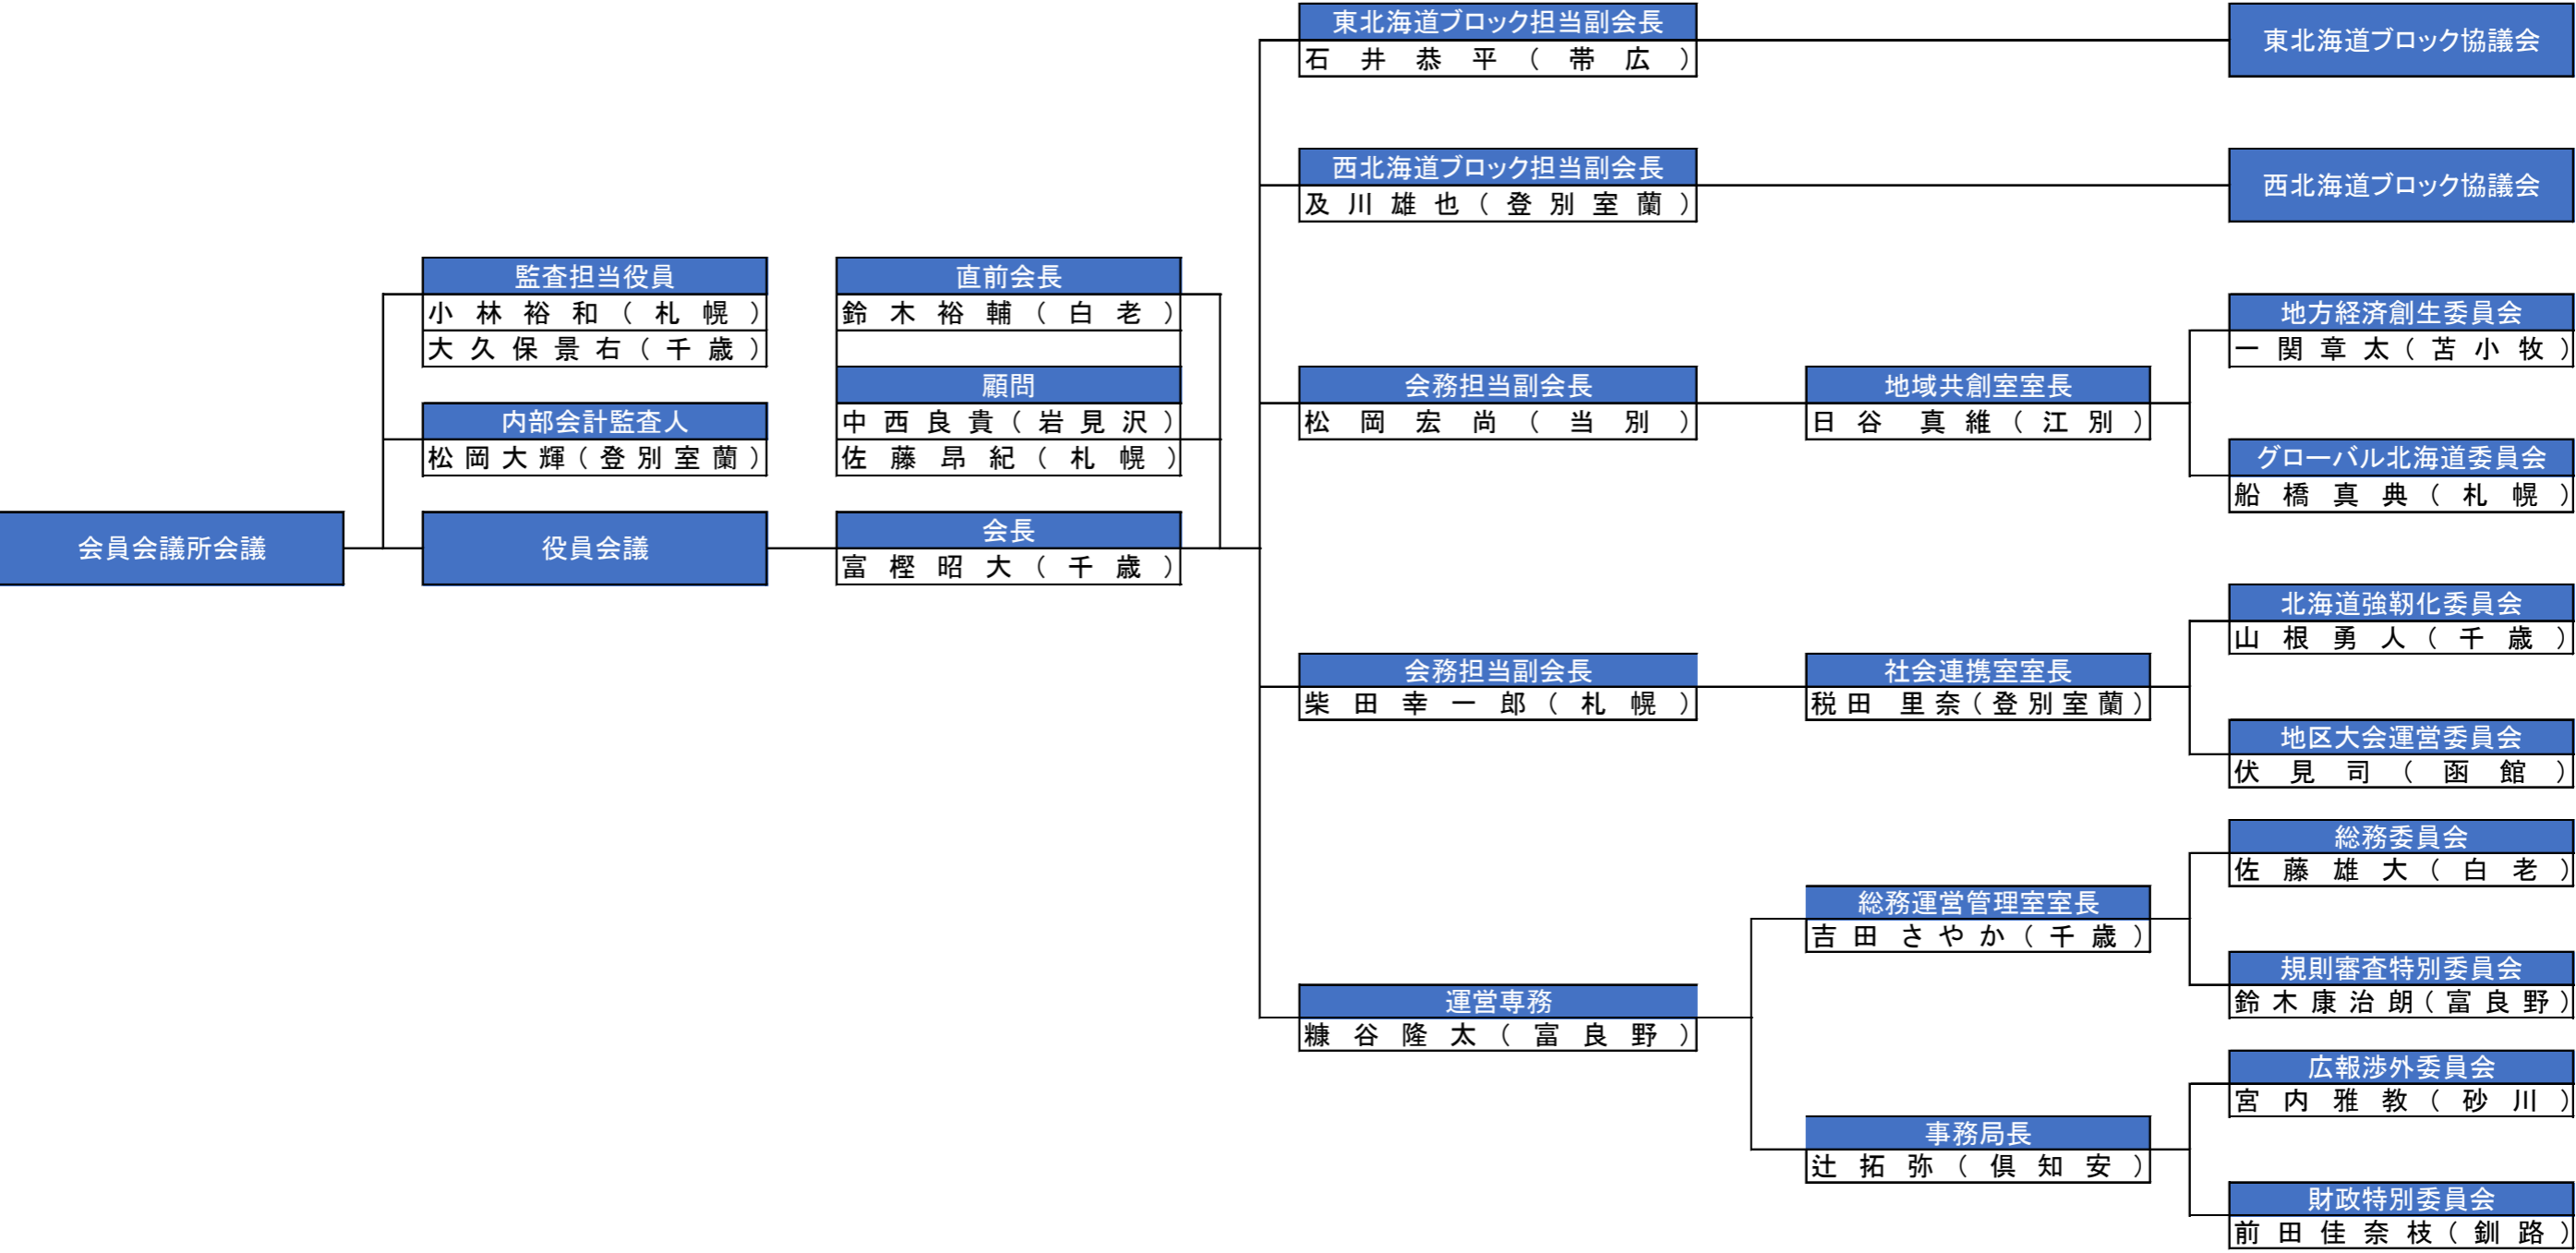 会員会議所会議
監査担当役員
小林裕和(札幌)
大久保景右(千歳)
内部会計監査人
松岡大輝(登別室蘭)
役員会議
直前会長
鈴木裕輔(白老)
顧問
中西良貴(岩見沢)
佐藤昂紀(札幌)
会長
富樫昭大(千歳)
東北海道ブロック担当副会長
石井恭平(帯広)
東北海道ブロック協議会
西北海道ブロック担当副会長
及川雄也(登別室蘭)
西北海道ブロック協議会
会務担当副会長
松岡宏尚(当別)
地域共創室室長
日谷真維(江別)
地方経済創生委員会
一関章太(苫小牧)
グローバル北海道委員会
船橋真典(札幌)
会務担当副会長
柴田幸一郎(札幌)
社会連携室室長
税田里奈(登別室蘭)
北海道強靭化委員会
山根勇人(千歳)
地区大会運営委員会
伏見司(函館)
運営専務
糠谷隆太(富良野)
総務運営管理室室長
吉田さやか(千歳)
総務委員会
佐藤雄大(白老)
規則審査特別委員会
鈴木康治朗(富良野)
事務局長
辻拓弥(倶知安)
広報渉外委員会
宮内雅教(砂川)
財政特別委員会
前田佳奈枝(釧路)